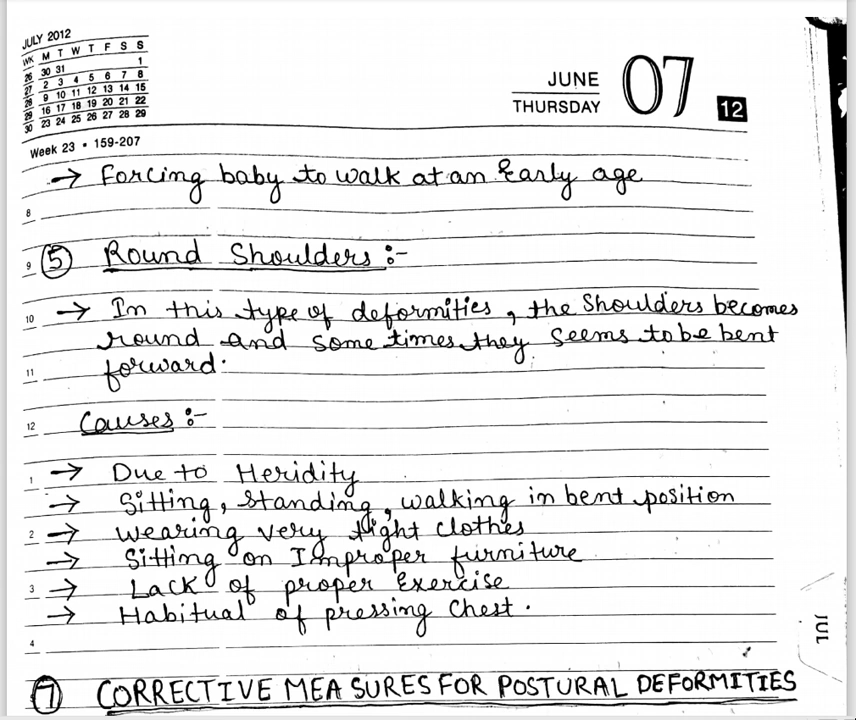 JULY 2012
WK M T W T F S S
26 30 31 1
27 2 3 4 5 6 7 8
28 9 10 11 12 13 14 15
29 16 17 18 19 20 21 22
30 23 24 25 26 27 28 29
Week 23 • 159-207
JUNE
THURSDAY
07
12
→ Forcing baby to walk at an Early age
8
9 ⑤ Round Shoulders :-
10 → In this type of deformities, the Shoulders becomes
round and some times they seems to be bent
11 forward.
12 Causes :-
1 → Due to Heridity
→ Sitting, Standing, walking in bent position
2 → wearing very tight clothes
→ Sitting on Improper furniture
3 → Lack of proper Exercise
→ Habitual of pressing Chest.
4
JUL
⑦ CORRECTIVE MEASURES FOR POSTURAL DEFORMITIES